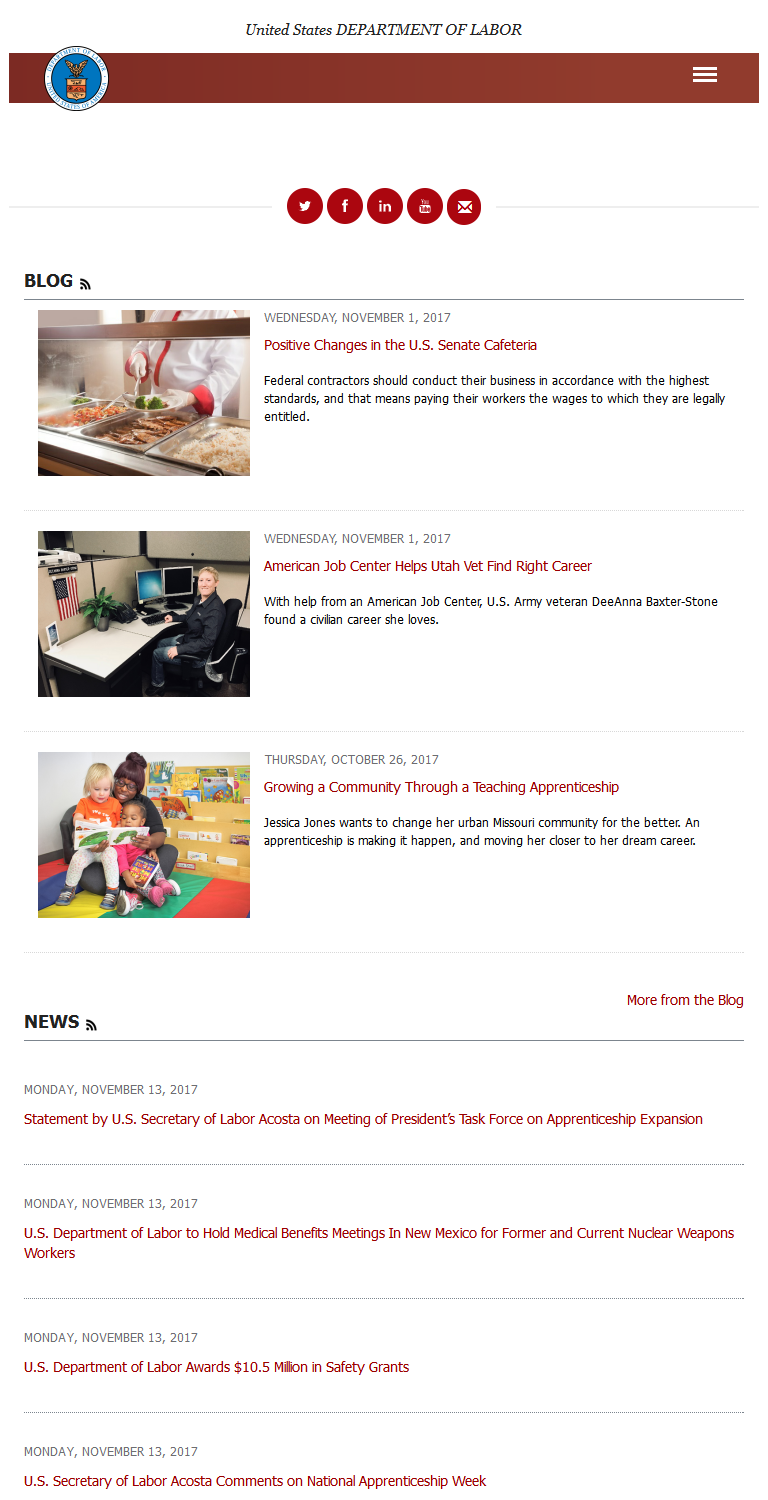 United States DEPARTMENT OF LABOR
DEPARTMENT OF LABOR
UNITED STATES OF AMERICA
You
Tube
BLOG
WEDNESDAY, NOVEMBER 1, 2017
Positive Changes in the U.S. Senate Cafeteria
Federal contractors should conduct their business in accordance with the highest
standards, and that means paying their workers the wages to which they are legally
entitled.
WEDNESDAY, NOVEMBER 1, 2017
American Job Center Helps Utah Vet Find Right Career
With help from an American Job Center, U.S. Army veteran DeeAnna Baxter-Stone
found a civilian career she loves.
THURSDAY, OCTOBER 26, 2017
Growing a Community Through a Teaching Apprenticeship
Jessica Jones wants to change her urban Missouri community for the better. An
apprenticeship is making it happen, and moving her closer to her dream career.
More from the Blog
NEWS
MONDAY, NOVEMBER 13, 2017
Statement by U.S. Secretary of Labor Acosta on Meeting of President’s Task Force on Apprenticeship Expansion
MONDAY, NOVEMBER 13, 2017
U.S. Department of Labor to Hold Medical Benefits Meetings In New Mexico for Former and Current Nuclear Weapons
Workers
MONDAY, NOVEMBER 13, 2017
U.S. Department of Labor Awards $10.5 Million in Safety Grants
MONDAY, NOVEMBER 13, 2017
U.S. Secretary of Labor Acosta Comments on National Apprenticeship Week